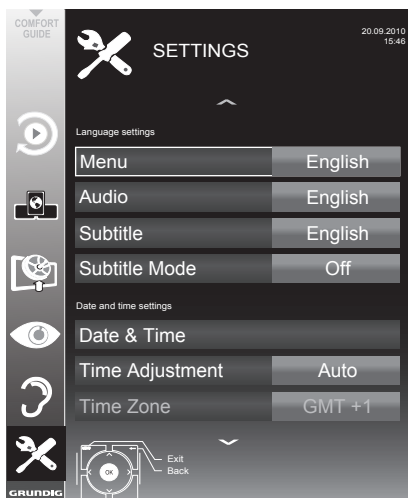 COMFORT
GUIDE
SETTINGS
20.09.2010
15:46
Language settings
Menu English
Audio English
Subtitle English
Subtitle Mode Off
Date and time settings
Date & Time
Time Adjustment Auto
Time Zone GMT +1
Exit
Back
OK
GRUNDIG